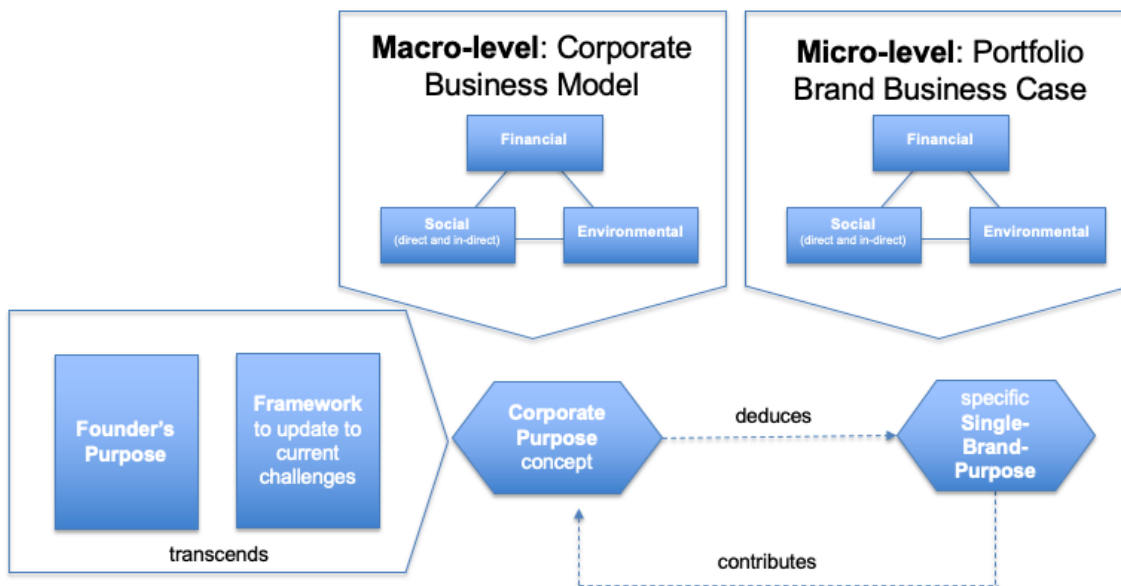 Macro-level: Corporate
Business Model
Financial
Social
(direct and in-direct)
Environmental
Micro-level: Portfolio
Brand Business Case
Financial
Social
(direct and in-direct)
Environmental
Founder's
Purpose
Framework
to update to
current
challenges
transcends
Corporate
Purpose
concept
deduces
specific
Single-
Brand-
Purpose
contributes